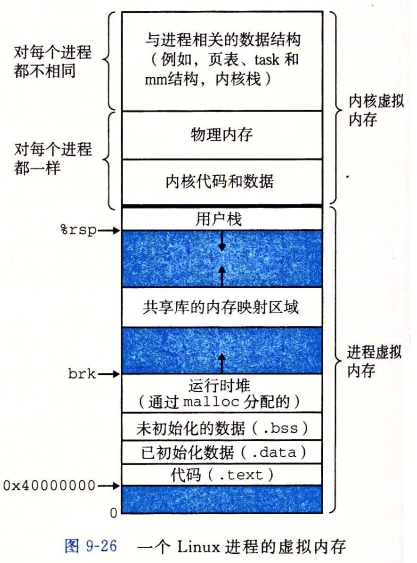 对每个进程
都不相同
与进程相关的数据结构
(例如，页表、task 和
mm结构，内核栈)
对每个进程
都一样
物理内存
内核代码和数据
内核虚拟
内存
用户栈
%rsp
共享库的内存映射区域
brk
运行时堆
(通过 malloc 分配的)
未初始化的数据 (.bss)
已初始化数据 (.data)
代码 (.text)
0x40000000
0
进程虚拟
内存
图 9-26 一个 Linux 进程的虚拟内存